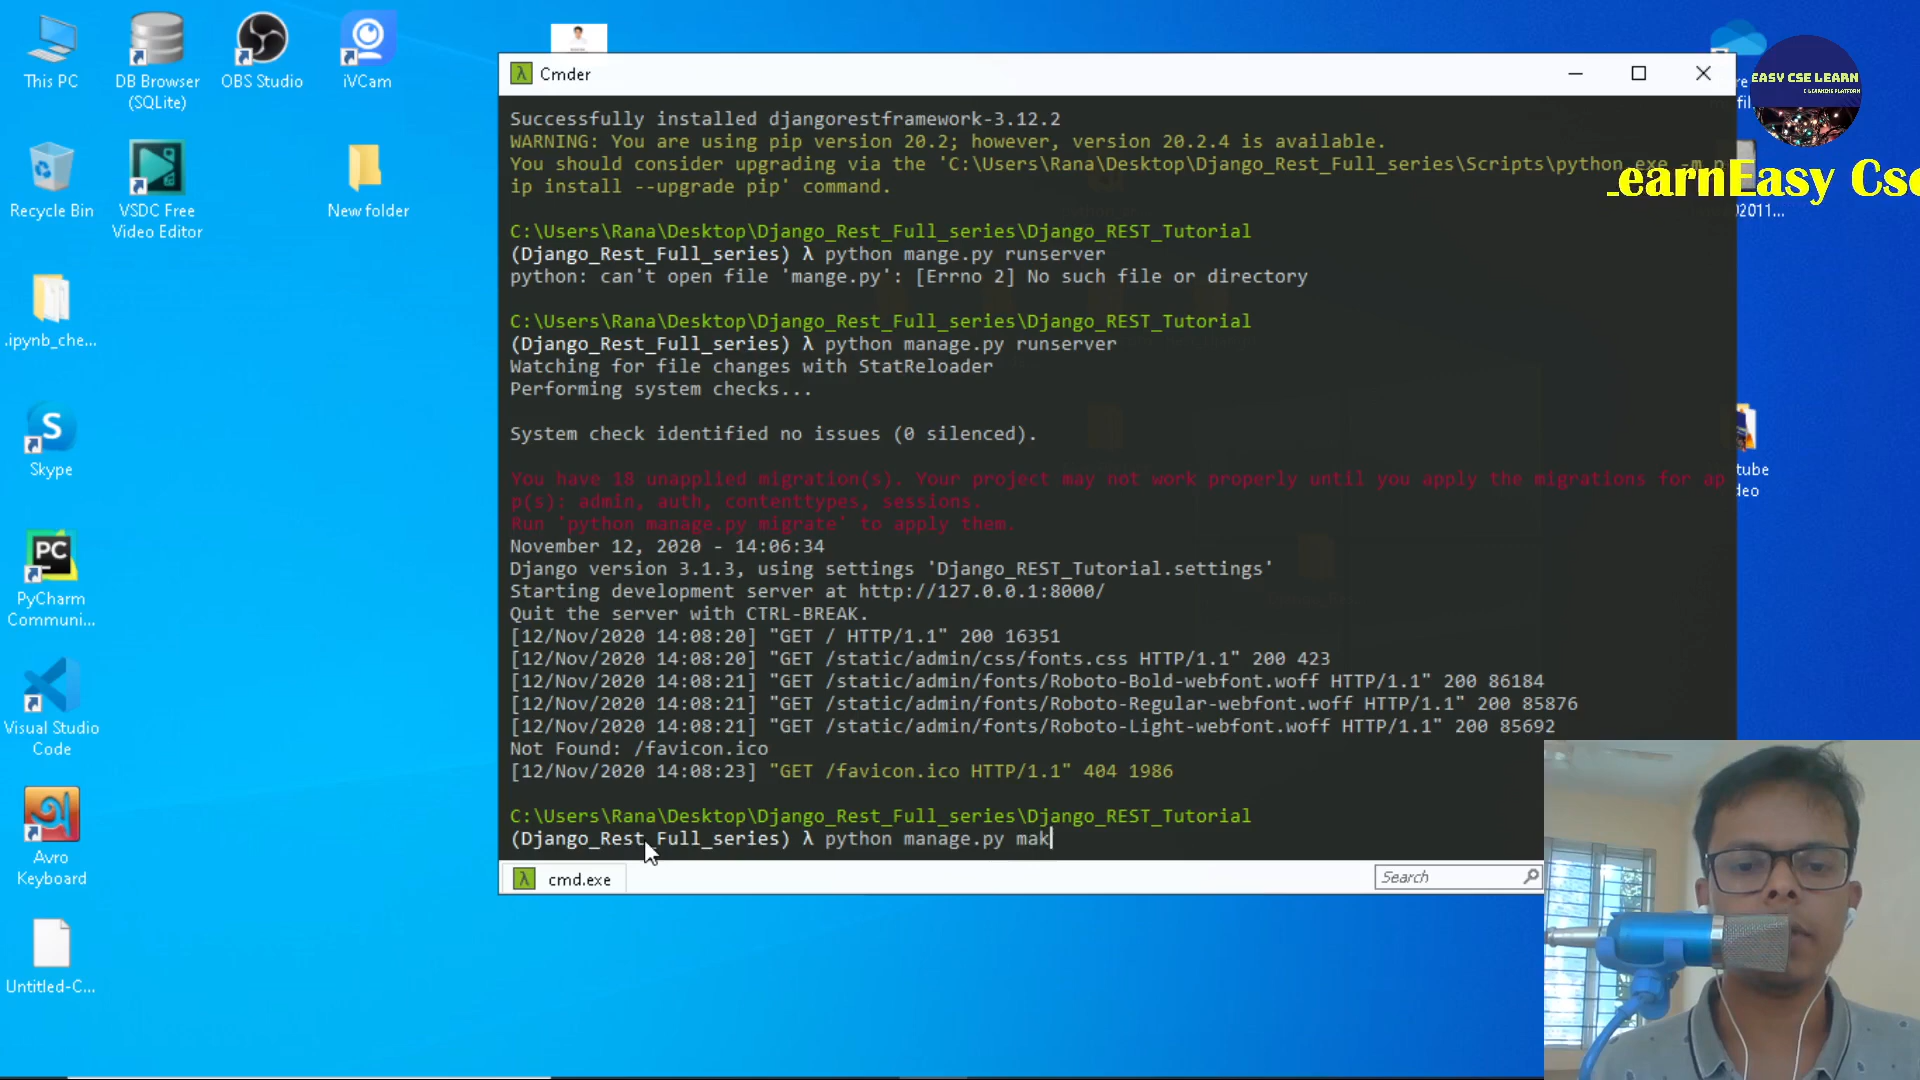 This PC
DB Browser
(SQLite)
OBS Studio
iVCam
Recycle Bin
VSDC Free
Video Editor
New folder
.ipynb_che...
Skype
PyCharm
Communi...
Visual Studio
Code
Avro
Keyboard
Untitled-C...
Cmder
Successfully installed djangorestframework-3.12.2
WARNING: You are using pip version 20.2; however, version 20.2.4 is available.
You should consider upgrading via the 'C:\Users\Rana\Desktop\Django_Rest_Full_series\Scripts\python.exe -m p
ip install --upgrade pip' command.
C:\Users\Rana\Desktop\Django_Rest_Full_series\Django_REST_Tutorial
(Django_Rest_Full_series) λ python mange.py runserver
python: can't open file 'mange.py': [Errno 2] No such file or directory
C:\Users\Rana\Desktop\Django_Rest_Full_series\Django_REST_Tutorial
(Django_Rest_Full_series) λ python manage.py runserver
Watching for file changes with StatReloader
Performing system checks...
System check identified no issues (0 silenced).
You have 18 unapplied migration(s). Your project may not work properly until you apply the migrations for ap
p(s): admin, auth, contenttypes, sessions.
Run 'python manage.py migrate' to apply them.
November 12, 2020 - 14:06:34
Django version 3.1.3, using settings 'Django_REST_Tutorial.settings'
Starting development server at http://127.0.0.1:8000/
Quit the server with CTRL-BREAK.
[12/Nov/2020 14:08:20] "GET / HTTP/1.1" 200 16351
[12/Nov/2020 14:08:20] "GET /static/admin/css/fonts.css HTTP/1.1" 200 423
[12/Nov/2020 14:08:21] "GET /static/admin/fonts/Roboto-Bold-webfont.woff HTTP/1.1" 200 86184
[12/Nov/2020 14:08:21] "GET /static/admin/fonts/Roboto-Regular-webfont.woff HTTP/1.1" 200 85876
[12/Nov/2020 14:08:21] "GET /static/admin/fonts/Roboto-Light-webfont.woff HTTP/1.1" 200 85692
Not Found: /favicon.ico
[12/Nov/2020 14:08:23] "GET /favicon.ico HTTP/1.1" 404 1986
C:\Users\Rana\Desktop\Django_Rest_Full_series\Django_REST_Tutorial
(Django_Rest_Full_series) λ python manage.py mak
cmd.exe
Search
EASY CSE LEARN
E-LEARNING PLATFORM
LearnEasy Cse
02011...
tube
deo